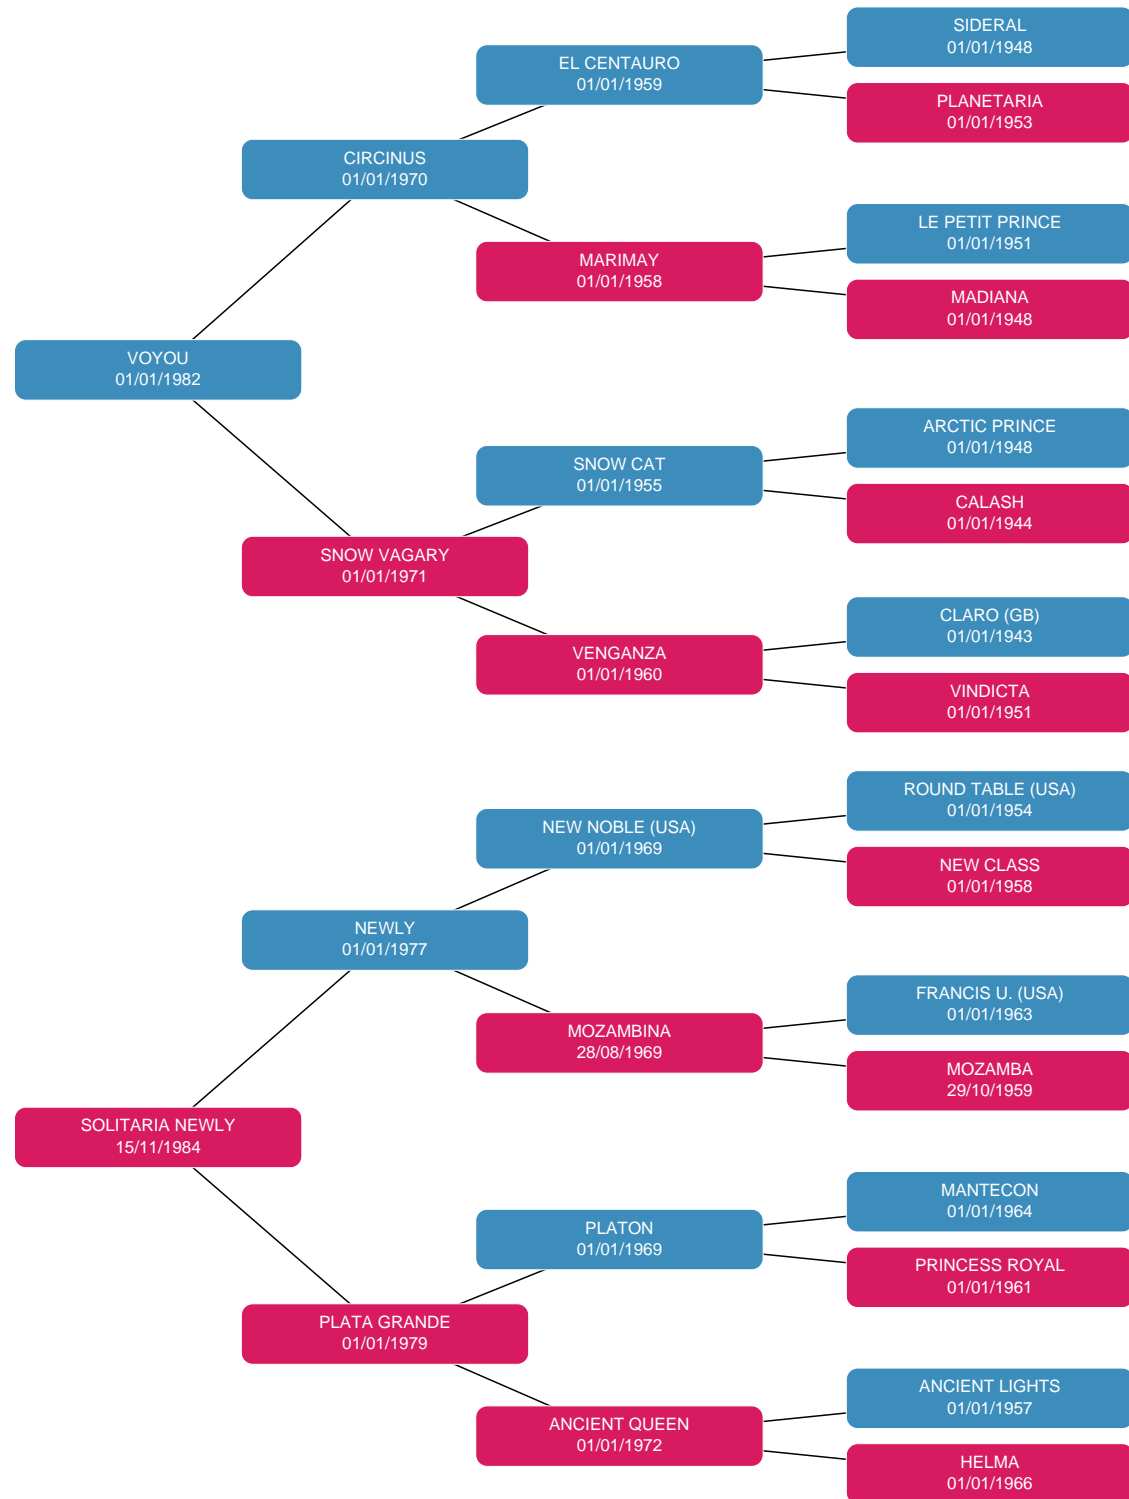 SIDERAL
01/01/1948
EL CENTAURO
01/01/1959
PLANETARIA
01/01/1953
CIRCINUS
01/01/1970
LE PETIT PRINCE
01/01/1951
MARIMAY
01/01/1958
MADIANA
01/01/1948
VOYOU
01/01/1982
ARCTIC PRINCE
01/01/1948
SNOW CAT
01/01/1955
CALASH
01/01/1944
SNOW VAGARY
01/01/1971
CLARO (GB)
01/01/1943
VENGANZA
01/01/1960
VINDICTA
01/01/1951
ROUND TABLE (USA)
01/01/1954
NEW NOBLE (USA)
01/01/1969
NEW CLASS
01/01/1958
NEWLY
01/01/1977
FRANCIS U. (USA)
01/01/1963
MOZAMBINA
28/08/1969
MOZAMBA
29/10/1959
SOLITARIA NEWLY
15/11/1984
MANTECON
01/01/1964
PLATON
01/01/1969
PRINCESS ROYAL
01/01/1961
PLATA GRANDE
01/01/1979
ANCIENT LIGHTS
01/01/1957
ANCIENT QUEEN
01/01/1972
HELMA
01/01/1966